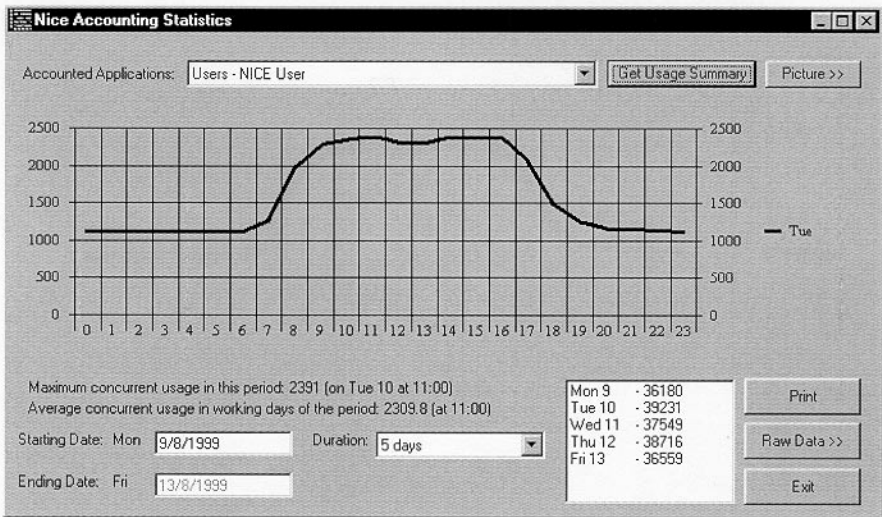 Nice Accounting Statistics
Accounted Applications: Users - NICE User Get Usage Summary Picture >>
2500 2500
2000 2000
1500 1500
1000 1000
500 500
0 0
Tue
0 1 2 3 4 5 6 7 8 9 10 11 12 13 14 15 16 17 18 19 20 21 22 23
Maximum concurrent usage in this period: 2391 (on Tue 10 at 11:00)
Average concurrent usage in working days of the period: 2309.8 (at 11:00)
Starting Date: Mon 9/8/1999 Duration: 5 days
Ending Date: Fri 13/8/1999
Mon 9 - 36180
Tue 10 - 39231
Wed 11 - 37549
Thu 12 - 38716
Fri 13 - 36559
Print
Raw Data >>
Exit